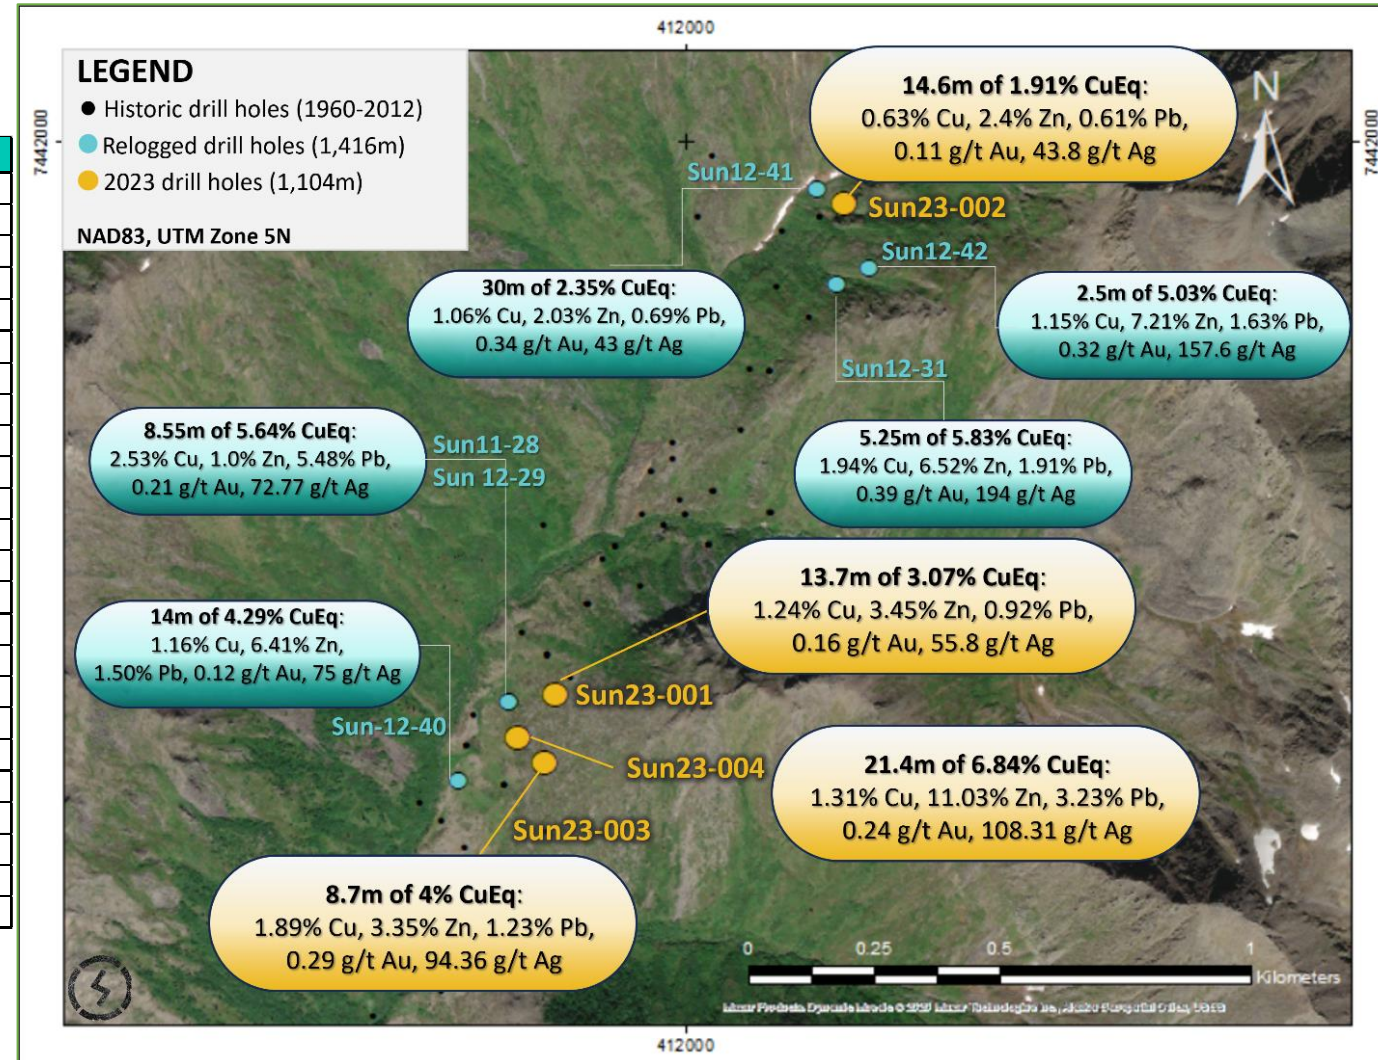 412000
LEGEND
Historic drill holes (1960-2012)
Relogged drill holes (1,416m)
2023 drill holes (1,104m)
NAD83, UTM Zone 5N
7442000
7442000
N
14.6m of 1.91% CuEq:
0.63% Cu, 2.4% Zn, 0.61% Pb,
0.11 g/t Au, 43.8 g/t Ag
Sun12-41
Sun23-002
Sun12-42
30m of 2.35% CuEq:
1.06% Cu, 2.03% Zn, 0.69% Pb,
0.34 g/t Au, 43 g/t Ag
2.5m of 5.03% CuEq:
1.15% Cu, 7.21% Zn, 1.63% Pb,
0.32 g/t Au, 157.6 g/t Ag
Sun12-31
8.55m of 5.64% CuEq:
2.53% Cu, 1.0% Zn, 5.48% Pb,
0.21 g/t Au, 72.77 g/t Ag
Sun11-28
Sun 12-29
5.25m of 5.83% CuEq:
1.94% Cu, 6.52% Zn, 1.91% Pb,
0.39 g/t Au, 194 g/t Ag
13.7m of 3.07% CuEq:
1.24% Cu, 3.45% Zn, 0.92% Pb,
0.16 g/t Au, 55.8 g/t Ag
14m of 4.29% CuEq:
1.16% Cu, 6.41% Zn,
1.50% Pb, 0.12 g/t Au, 75 g/t Ag
Sun23-001
Sun-12-40
Sun23-004
21.4m of 6.84% CuEq:
1.31% Cu, 11.03% Zn, 3.23% Pb,
0.24 g/t Au, 108.31 g/t Ag
Sun23-003
8.7m of 4% CuEq:
1.89% Cu, 3.35% Zn, 1.23% Pb,
0.29 g/t Au, 94.36 g/t Ag
0 0.25 0.5 1
Kilometers
412000